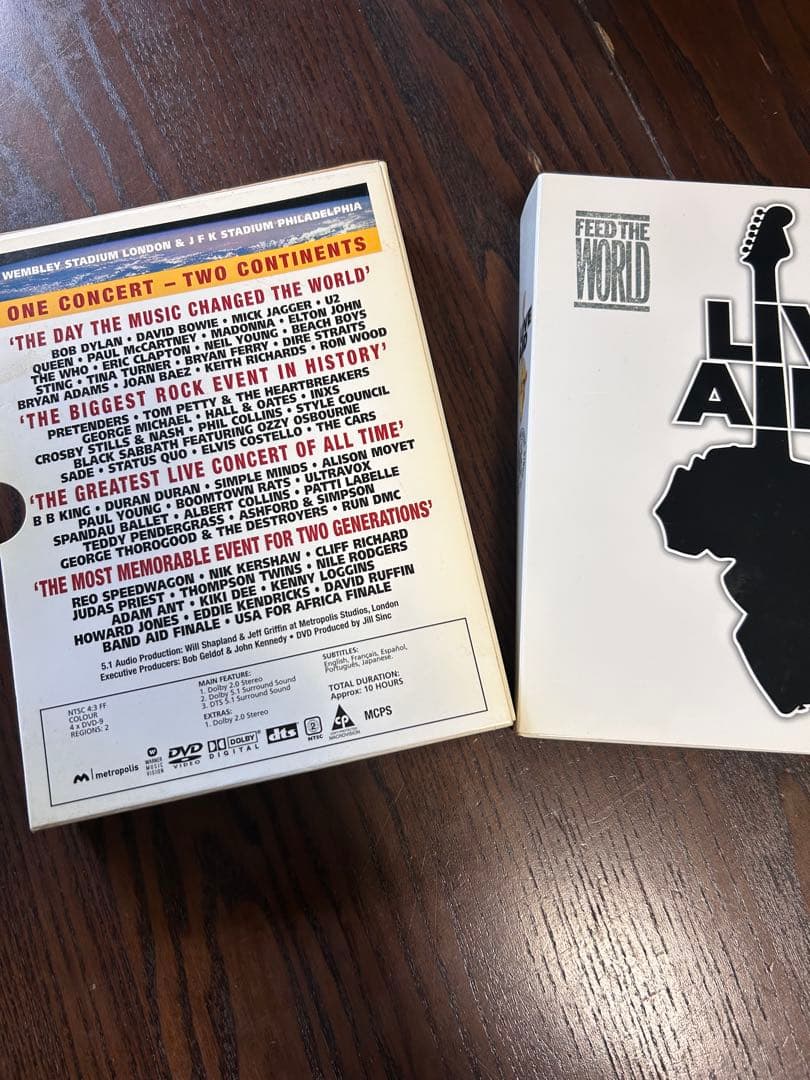 WEMBLEY STADIUM LONDON & J F K STADIUM PHILADELPHIA
ONE CONCERT – TWO CONTINENTS
'THE DAY THE MUSIC CHANGED THE WORLD'
BOB DYLAN • DAVID BOWIE • MICK JAGGER • U2
QUEEN • PAUL McCARTNEY • MADONNA • ELTON JOHN
THE WHO • ERIC CLAPTON • NEIL YOUNG • BEACH BOYS
STING • TINA TURNER • BRYAN FERRY • DIRE STRAITS
BRYAN ADAMS • JOAN BAEZ • KEITH RICHARDS • RON WOOD
'THE BIGGEST ROCK EVENT IN HISTORY'
PRETENDERS • TOM PETTY & THE HEARTBREAKERS
GEORGE MICHAEL • HALL & OATES • INXS
CROSBY STILLS & NASH • PHIL COLLINS • STYLE COUNCIL
BLACK SABBATH FEATURING OZZY OSBOURNE
SADE • STATUS QUO • ELVIS COSTELLO • THE CARS
'THE GREATEST LIVE CONCERT OF ALL TIME'
B B KING • DURAN DURAN • SIMPLE MINDS • ALISON MOYET
PAUL YOUNG • BOOMTOWN RATS • ULTRAVOX
SPANDAU BALLET • ALBERT COLLINS • PATTI LABELLE
TEDDY PENDERGRASS • ASHFORD & SIMPSON
GEORGE THOROGOOD & THE DESTROYERS • RUN DMC
'THE MOST MEMORABLE EVENT FOR TWO GENERATIONS'
REO SPEEDWAGON • NIK KERSHAW • CLIFF RICHARD
JUDAS PRIEST • THOMPSON TWINS • NILE RODGERS
ADAM ANT • KIKI DEE • KENNY LOGGINS
HOWARD JONES • EDDIE KENDRICKS • DAVID RUFFIN
BAND AID FINALE • USA FOR AFRICA FINALE
5.1 Audio Production: Will Shapland & Jeff Griffin at Metropolis Studios, London
Executive Producers: Bob Geldof & John Kennedy • DVD Produced by Jill Sinc
NTSC 4:3 FF
COLOUR
4 x DVD-9
REGIONS: 2
MAIN FEATURE:
1. Dolby 2.0 Stereo
2. Dolby 5.1 Surround Sound
3. DTS 5.1 Surround Sound
EXTRAS:
1. Dolby 2.0 Stereo
SUBTITLES:
English, Français, Español,
Português, Japanese.
TOTAL DURATION:
Approx: 10 HOURS
metropolis
WARNER
MUSIC
VISION
DVD
VIDEO
DOLBY
DIGITAL
dts
2
NTSC
CP
MACROVISION
MCPS
FEED THE
WORLD
LIV
AI